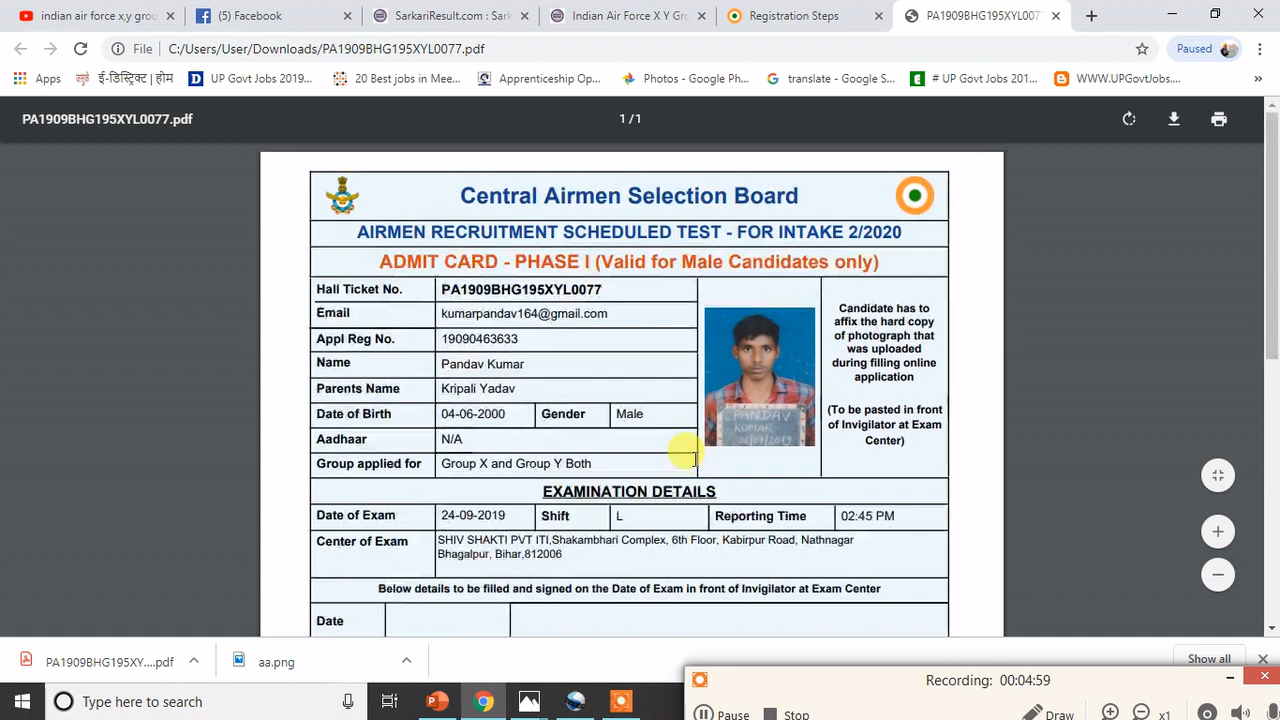 indian air force x,y group
(5) Facebook
SarkariResult.com : Sarkari
Indian Air Force X Y Gro
Registration Steps
PA1909BHG195XYL0077.pdf
File C:/Users/User/Downloads/PA1909BHG195XYL0077.pdf
Paused
Apps
ई-डिस्ट्रिक्ट | होम
UP Govt Jobs 2019...
20 Best jobs in Mee...
Apprenticeship Op...
Photos - Google Ph...
translate - Google S...
# UP Govt Jobs 201...
WWW.UPGovtJobs....
»
PA1909BHG195XYL0077.pdf
1 / 1
Central Airmen Selection Board
AIRMEN RECRUITMENT SCHEDULED TEST - FOR INTAKE 2/2020
ADMIT CARD - PHASE I (Valid for Male Candidates only)
Hall Ticket No. PA1909BHG195XYL0077
Email kumarpandav164@gmail.com
Appl Reg No. 19090463633
Name Pandav Kumar
Parents Name Kripali Yadav
Date of Birth 04-06-2000 Gender Male
Aadhaar N/A
Group applied for Group X and Group Y Both
PANDAV
KUMAR
06/07/2019
Candidate has to
affix the hard copy
of photograph that
was uploaded
during filling online
application
(To be pasted in front
of Invigilator at Exam
Center)
EXAMINATION DETAILS
Date of Exam 24-09-2019 Shift L Reporting Time 02:45 PM
Center of Exam SHIV SHAKTI PVT ITI,Shakambhari Complex, 6th Floor, Kabirpur Road, Nathnagar
Bhagalpur, Bihar,812006
Below details to be filled and signed on the Date of Exam in front of Invigilator at Exam Center
Date
PA1909BHG195XY....pdf
aa.png
Show all
Recording: 00:04:59
Type here to search
Pause
Stop
Draw
x1